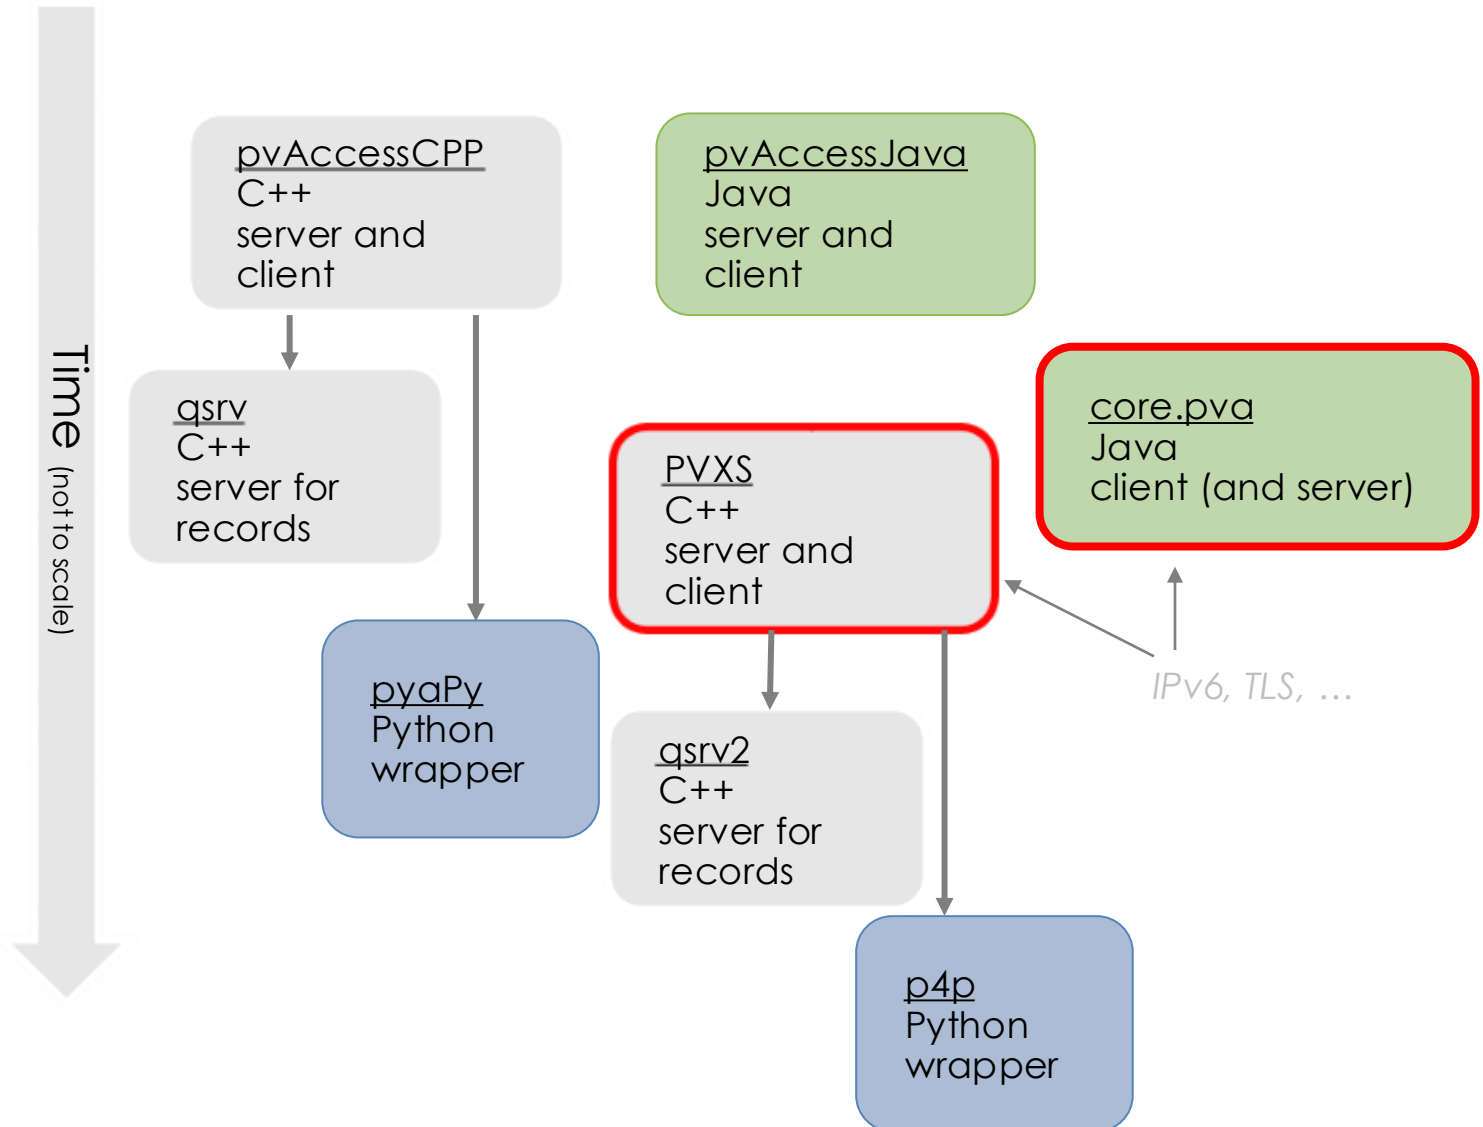 Time (not to scale)
pvAccessCPP
C++
server and
client
pvAccessJava
Java
server and
client
qsrv
C++
server for
records
core.pva
Java
client (and server)
PVXS
C++
server and
client
IPv6, TLS, …
pyaPy
Python
wrapper
qsrv2
C++
server for
records
p4p
Python
wrapper